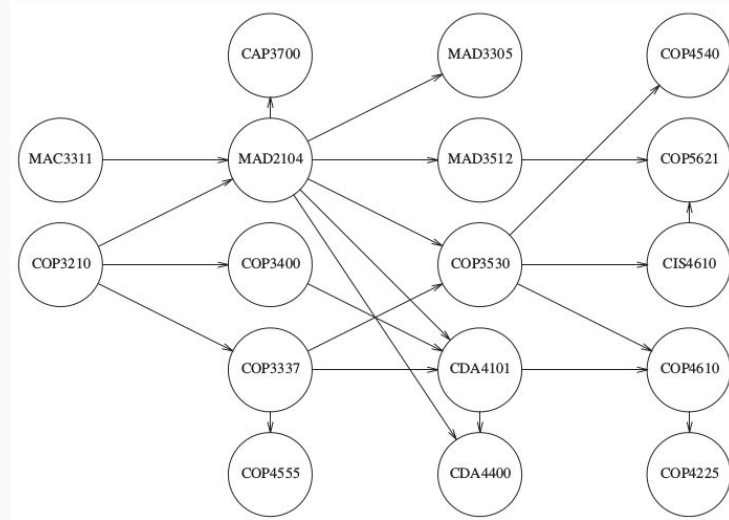 CAP3700
MAD3305
COP4540
MAC3311
MAD2104
MAD3512
COP5621
COP3210
COP3400
COP3530
CIS4610
COP3337
CDA4101
COP4610
COP4555
CDA4400
COP4225